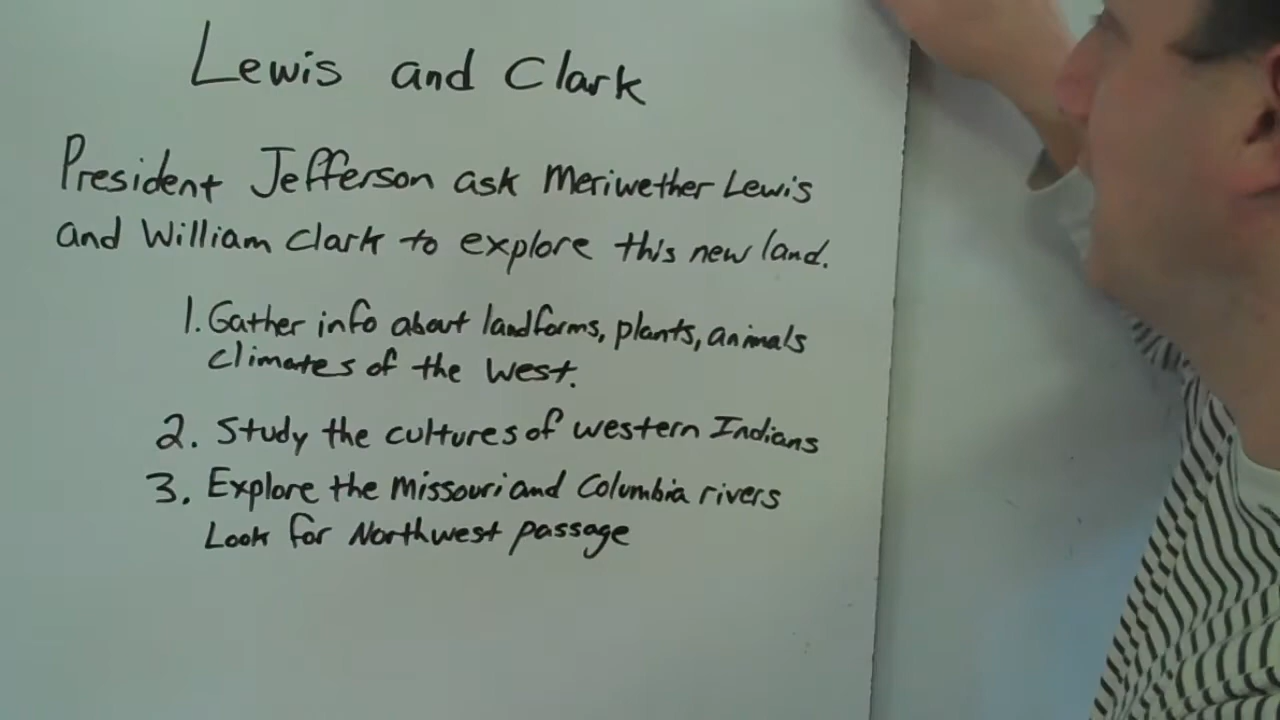 Lewis and Clark
President Jefferson ask Meriwether Lewis
and William Clark to explore this new land.
1. Gather info about landforms, plants, animals
climates of the west.
2. Study the cultures of western Indians
3. Explore the Missouri and Columbia rivers
Look for Northwest passage